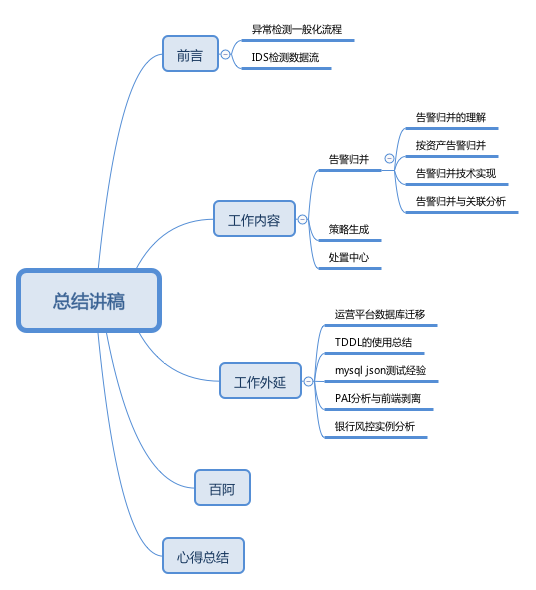 总结讲稿
前言
异常检测一般化流程
IDS检测数据流
工作内容
告警归并
告警归并的理解
按资产告警归并
告警归并技术实现
告警归并与关联分析
策略生成
处置中心
工作外延
运营平台数据库迁移
TDDL的使用总结
mysql json测试经验
PAI分析与前端剥离
银行风控实例分析
百阿
心得总结